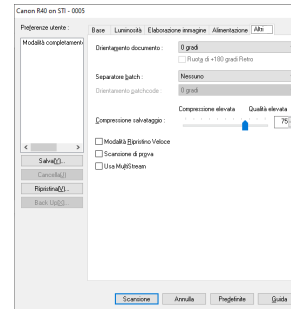 Canon R40 on STI - 0005
Preferenze utente :
Base Luminosità Elaborazione immagine Alimentazione Altri
Modalità completament
Orientamento documento :
0 gradi
Ruota di +180 gradi Retro
Separatore batch :
Nessuno
Orientamento patchcode :
0 gradi
Compressione elevata Qualità elevata
Compressione salvataggio :
75
Modalità Ripristino Veloce
Scansione di prova
Usa MultiStream
Salva(V)...
Cancella(J)
Ripristina(V)...
Back Up(G)...
Scansione Annulla Predefinite Guida